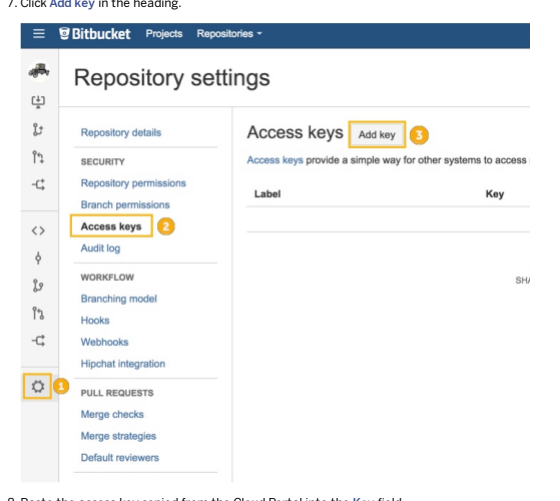 7. Click Add key in the heading.
Bitbucket Projects Repositories
Repository settings
Repository details
SECURITY
Repository permissions
Branch permissions
Access keys 2
Audit log
WORKFLOW
Branching model
Hooks
Webhooks
Hipchat integration
1
PULL REQUESTS
Merge checks
Merge strategies
Default reviewers
Access keys Add key 3
Access keys provide a simple way for other systems to access
Label Key
SHA
8. Paste the access key copied from the Cloud Portal into the Key field.